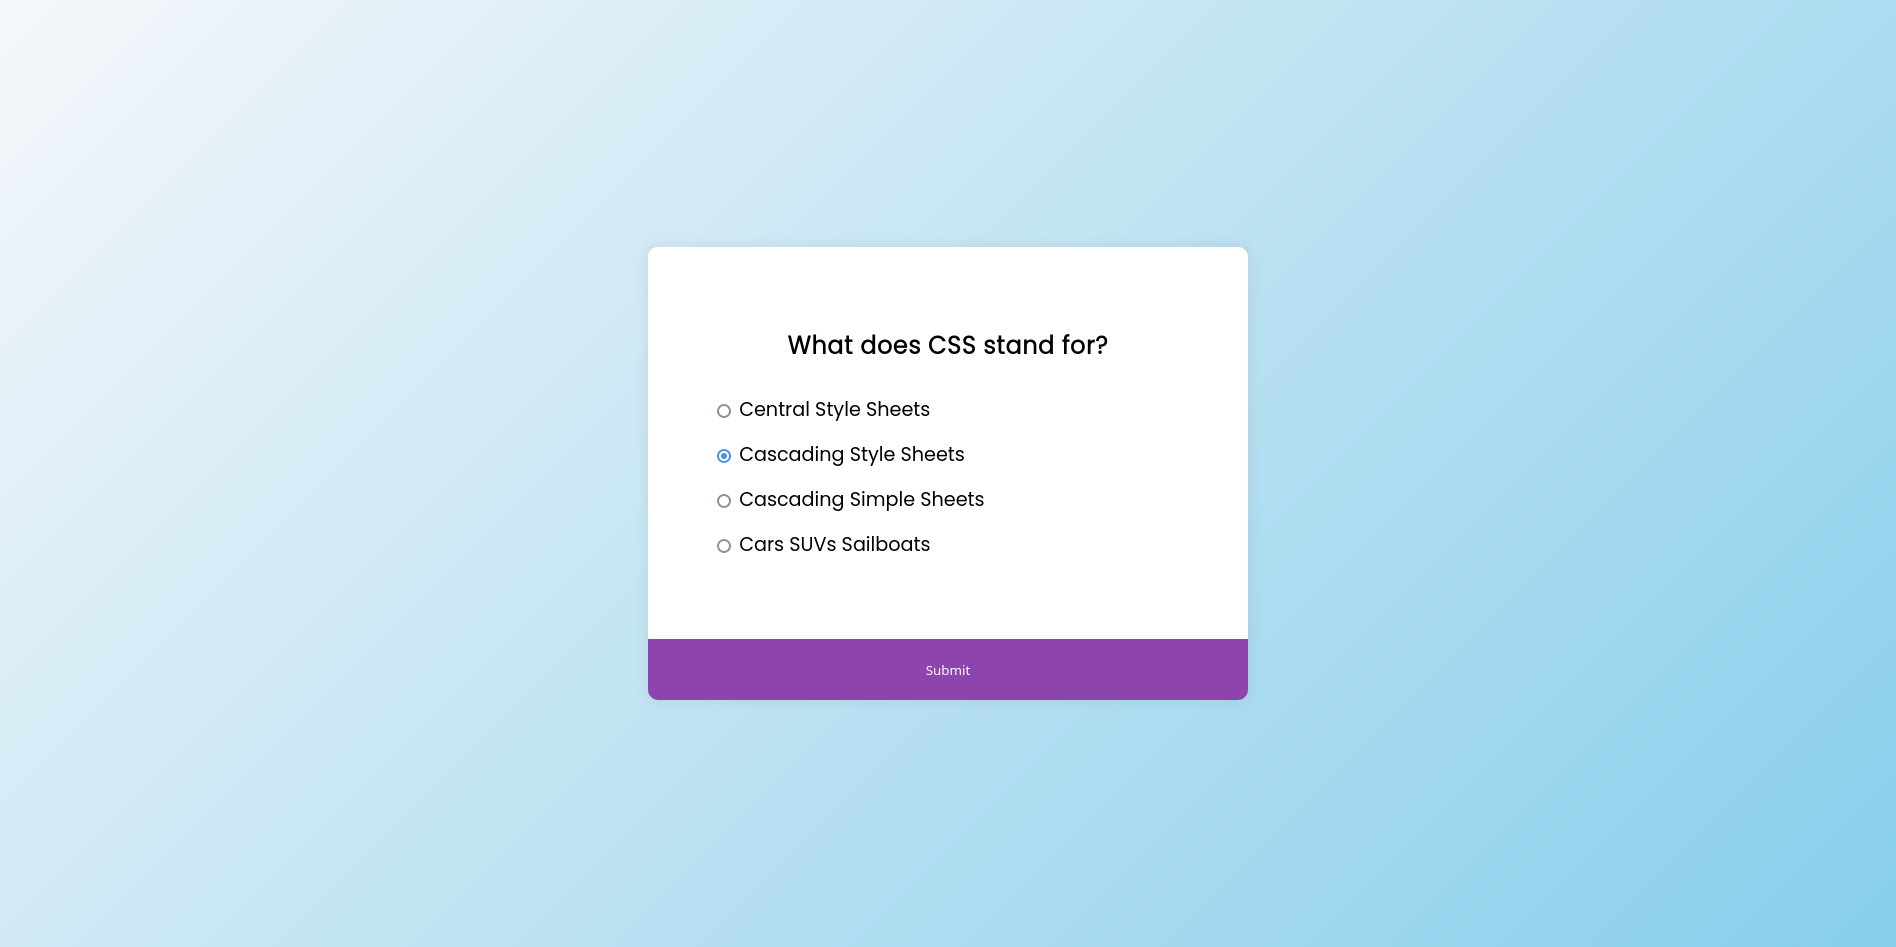 What does CSS stand for?
Central Style Sheets
Cascading Style Sheets
Cascading Simple Sheets
Cars SUVs Sailboats
Submit